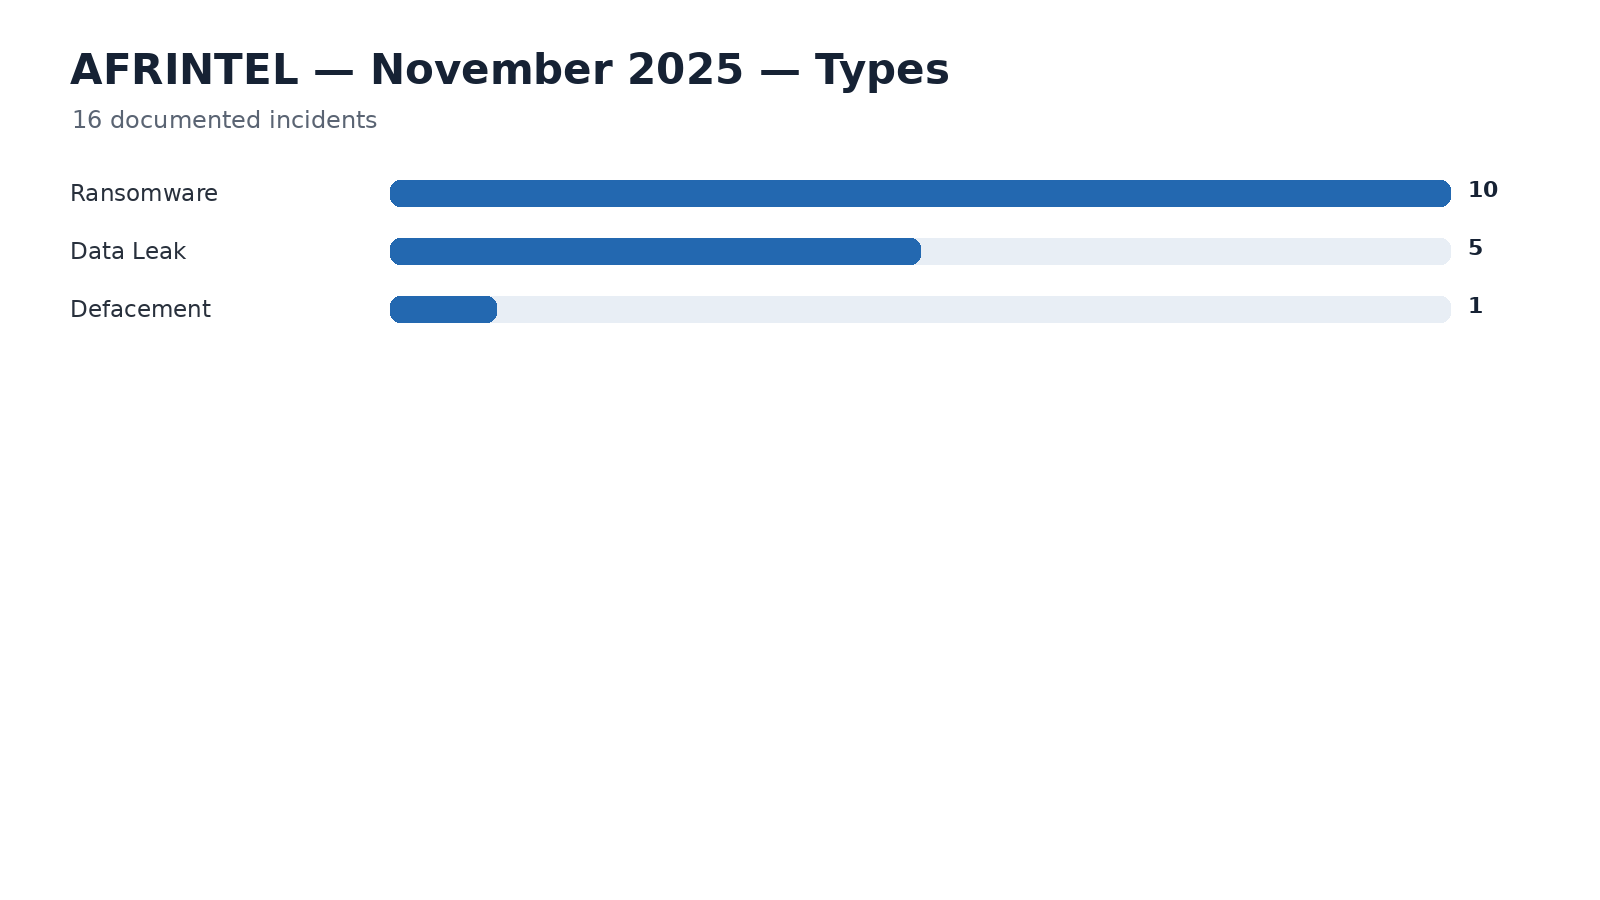 AFRINTEL — November 2025 — Types
16 documented incidents
Ransomware 10
Data Leak 5
Defacement 1